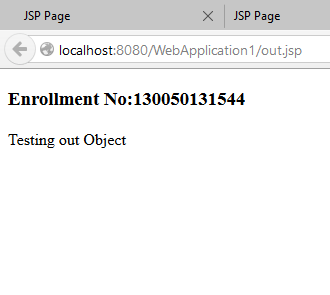 JSP Page JSP Page
localhost:8080/WebApplication1/out.jsp
Enrollment No:130050131544
Testing out Object